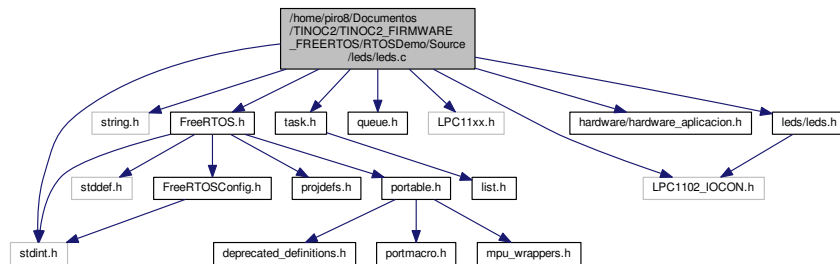 /home/piro8/Documentos
/TINOC2/TINOC2_FIRMWARE
_FREERTOS/RTOSDemo/Source
/leds/leds.c
string.h
FreeRTOS.h
task.h
queue.h
LPC11xx.h
hardware/hardware_aplicacion.h
leds/leds.h
stddef.h
FreeRTOSConfig.h
projdefs.h
portable.h
list.h
LPC1102_IOCON.h
stdint.h
deprecated_definitions.h
portmacro.h
mpu_wrappers.h